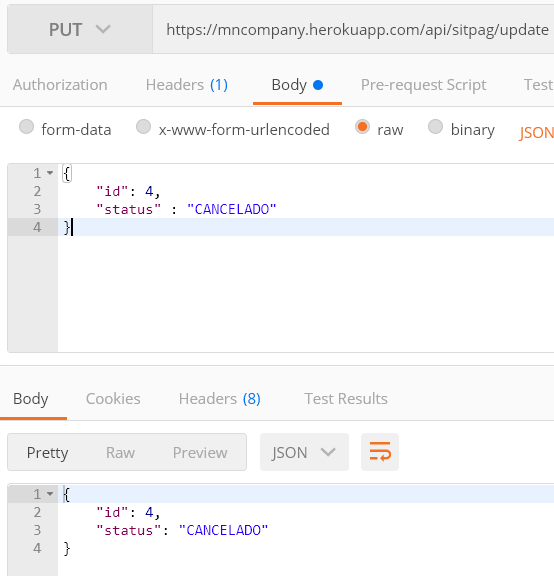 PUT https://mncompany.herokuapp.com/api/sitpag/update
Authorization Headers (1) Body Pre-request Script Test
form-data x-www-form-urlencoded raw binary JSON
1 {
2 "id": 4,
3 "status" : "CANCELADO"
4 }
Body Cookies Headers (8) Test Results
Pretty Raw Preview JSON
1 {
2 "id": 4,
3 "status": "CANCELADO"
4 }